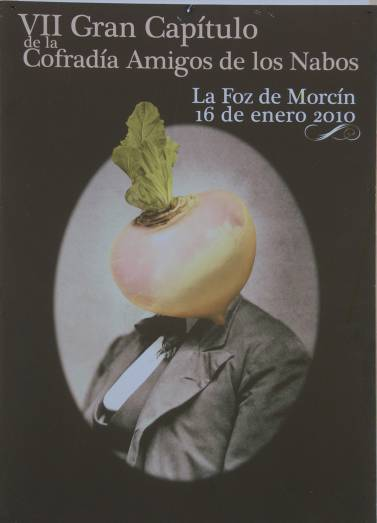 VII Gran Capítulo
de la
Cofradía Amigos de los Nabos
La Foz de Morcín
16 de enero 2010